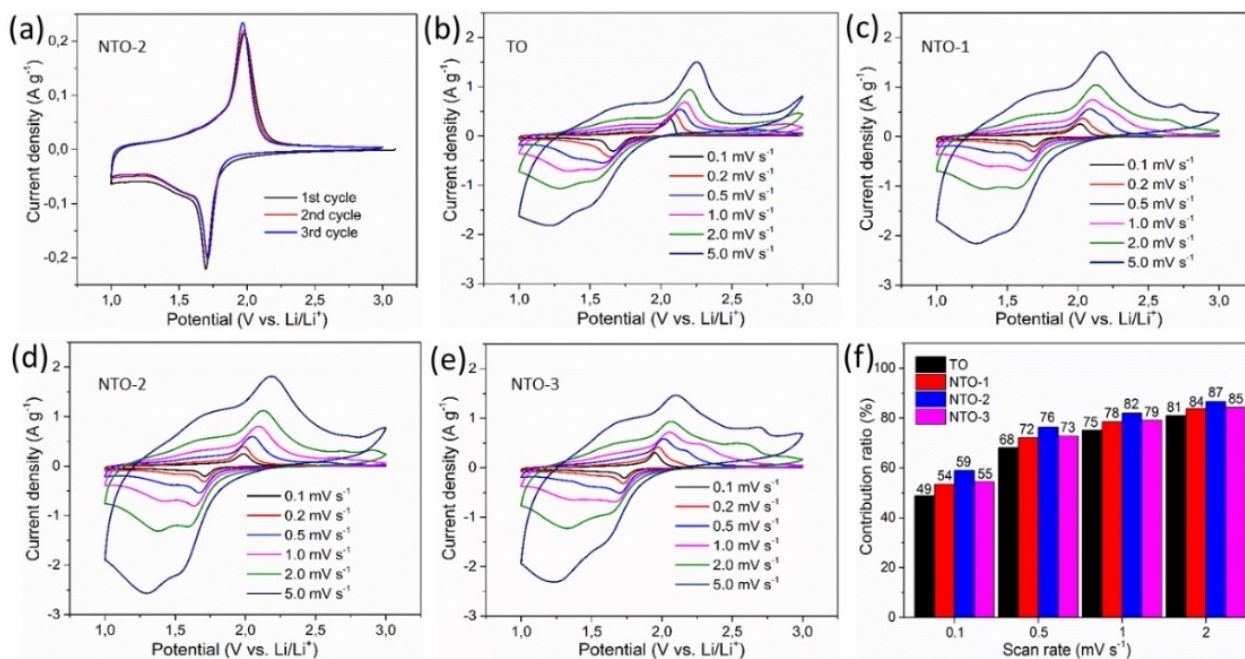 (a)
NTO-2
0,2
0,1
0,0
-0,1
-0,2
Current density (A g⁻¹)
1st cycle
2nd cycle
3rd cycle
1,0
1,5
2,0
2,5
3,0
Potential (V vs. Li/Li⁺)
(b)
TO
2
1
0
-1
-2
-3
Current density (A g⁻¹)
0.1 mV s⁻¹
0.2 mV s⁻¹
0.5 mV s⁻¹
1.0 mV s⁻¹
2.0 mV s⁻¹
5.0 mV s⁻¹
1,0
1,5
2,0
2,5
3,0
Potential (V vs. Li/Li⁺)
(c)
NTO-1
2
1
0
-1
-2
-3
Current density (A g⁻¹)
0.1 mV s⁻¹
0.2 mV s⁻¹
0.5 mV s⁻¹
1.0 mV s⁻¹
2.0 mV s⁻¹
5.0 mV s⁻¹
1,0
1,5
2,0
2,5
3,0
Potential (V vs. Li/Li⁺)
(d)
NTO-2
2
1
0
-1
-2
-3
Current density (A g⁻¹)
0.1 mV s⁻¹
0.2 mV s⁻¹
0.5 mV s⁻¹
1.0 mV s⁻¹
2.0 mV s⁻¹
5.0 mV s⁻¹
1,0
1,5
2,0
2,5
3,0
Potential (V vs. Li/Li⁺)
(e)
NTO-3
2
1
0
-1
-2
-3
Current density (A g⁻¹)
0.1 mV s⁻¹
0.2 mV s⁻¹
0.5 mV s⁻¹
1.0 mV s⁻¹
2.0 mV s⁻¹
5.0 mV s⁻¹
1,0
1,5
2,0
2,5
3,0
Potential (V vs. Li/Li⁺)
(f)
TO
NTO-1
NTO-2
NTO-3
100
80
60
40
20
0
Contribution ratio (%)
49
54
59
55
68
72
76
73
75
78
82
79
81
84
87
85
0.1
0.5
1
2
Scan rate (mV s⁻¹)